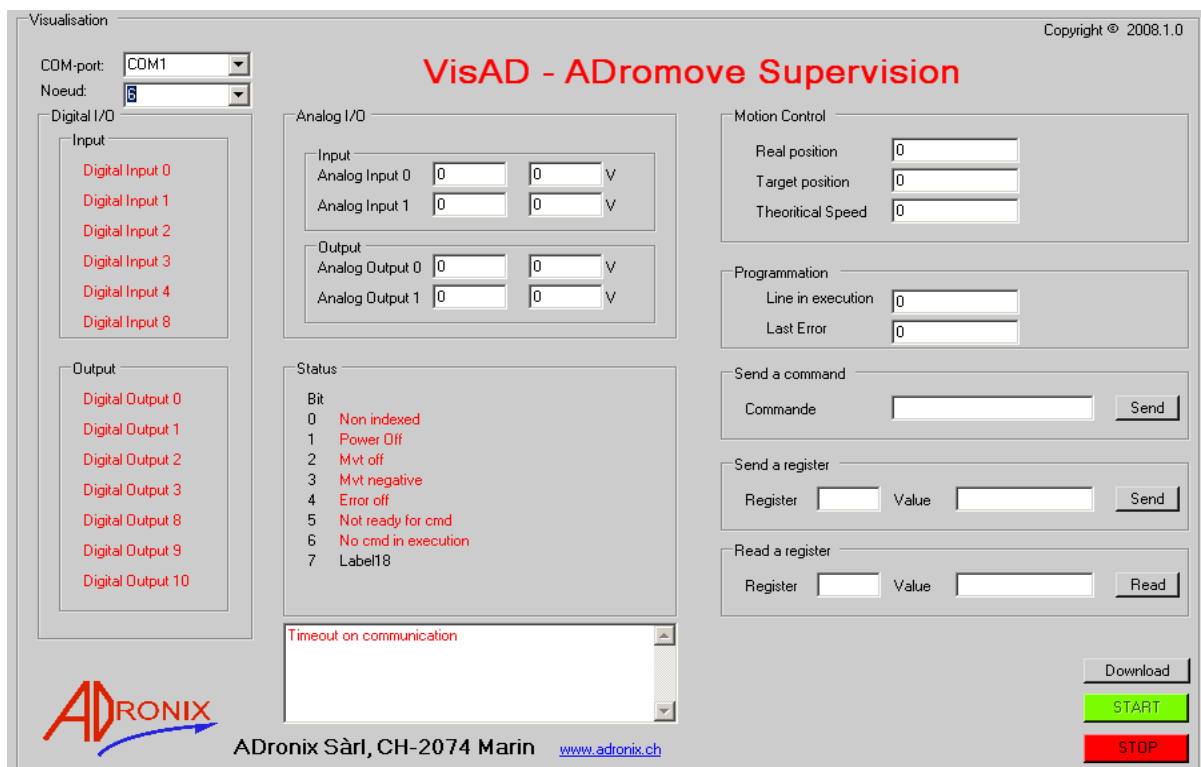 Visualisation
Copyright © 2008.1.0
COM-port: COM1
Noeud: 6
VisAD - ADromove Supervision
Digital I/O
Input
Digital Input 0
Digital Input 1
Digital Input 2
Digital Input 3
Digital Input 4
Digital Input 8
Output
Digital Output 0
Digital Output 1
Digital Output 2
Digital Output 3
Digital Output 8
Digital Output 9
Digital Output 10
Analog I/O
Input
Analog Input 0 0 0 V
Analog Input 1 0 0 V
Output
Analog Output 0 0 0 V
Analog Output 1 0 0 V
Status
Bit
0 Non indexed
1 Power Off
2 Mvt off
3 Mvt negative
4 Error off
5 Not ready for cmd
6 No cmd in execution
7 Label18
Timeout on communication
Motion Control
Real position 0
Target position 0
Theoritical Speed 0
Programmation
Line in execution 0
Last Error 0
Send a command
Commande Send
Send a register
Register Value Send
Read a register
Register Value Read
Download
START
STOP
ADRONIX
ADronix Sàrl, CH-2074 Marin www.adronix.ch